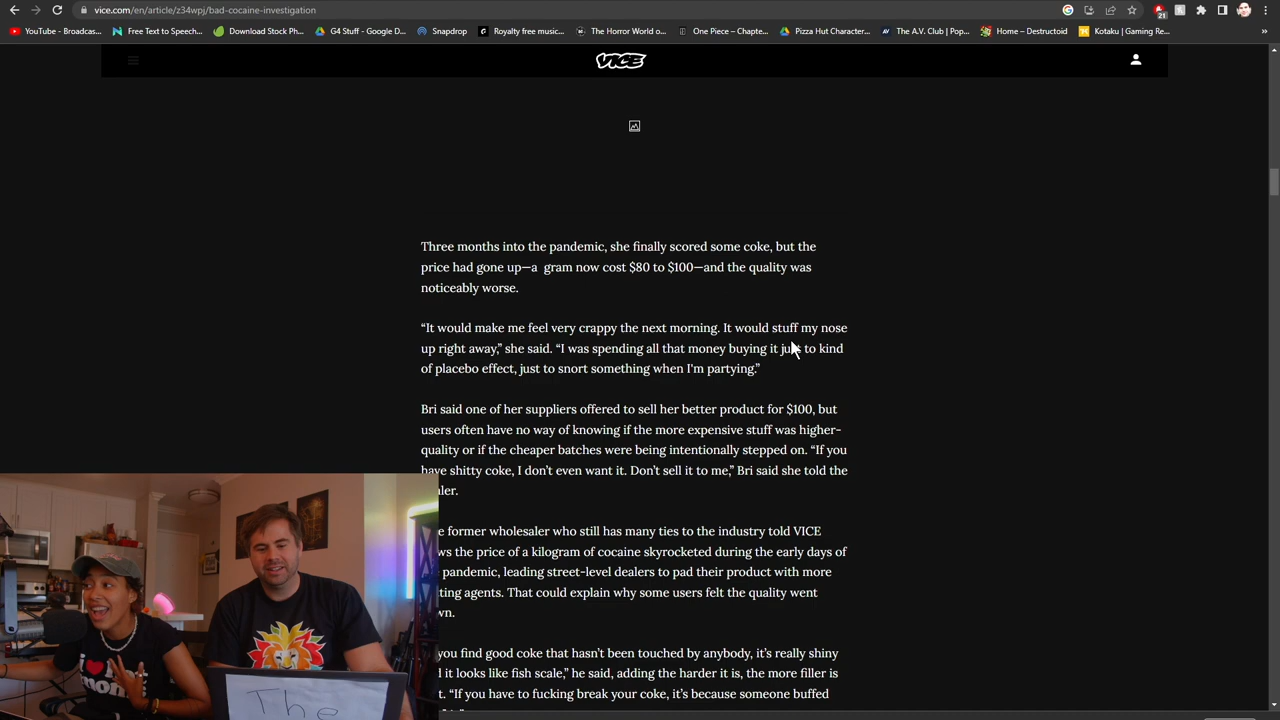 vice.com/en/article/z34wpj/bad-cocaine-investigation
21
YouTube - Broadcas...
Free Text to Speech...
Download Stock Ph...
G4 Stuff - Google D...
Snapdrop
Royalty free music...
The Horror World o...
One Piece – Chapte...
Pizza Hut Character...
The A.V. Club | Pop...
Home – Destructoid
Kotaku | Gaming Re...
VICE
Three months into the pandemic, she finally scored some coke, but the
price had gone up—a gram now cost $80 to $100—and the quality was
noticeably worse.
“It would make me feel very crappy the next morning. It would stuff my nose
up right away,” she said. “I was spending all that money buying it just to kind
of placebo effect, just to snort something when I'm partying.”
Bri said one of her suppliers offered to sell her better product for $100, but
users often have no way of knowing if the more expensive stuff was higher-
quality or if the cheaper batches were being intentionally stepped on. “If you
have shitty coke, I don’t even want it. Don’t sell it to me,” Bri said she told the
aler.
e former wholesaler who still has many ties to the industry told VICE
ws the price of a kilogram of cocaine skyrocketed during the early days of
pandemic, leading street-level dealers to pad their product with more
ting agents. That could explain why some users felt the quality went
wn.
you find good coke that hasn’t been touched by anybody, it’s really shiny
d it looks like fish scale,” he said, adding the harder it is, the more filler is
t. “If you have to fucking break your coke, it’s because someone buffed
i ♥
The